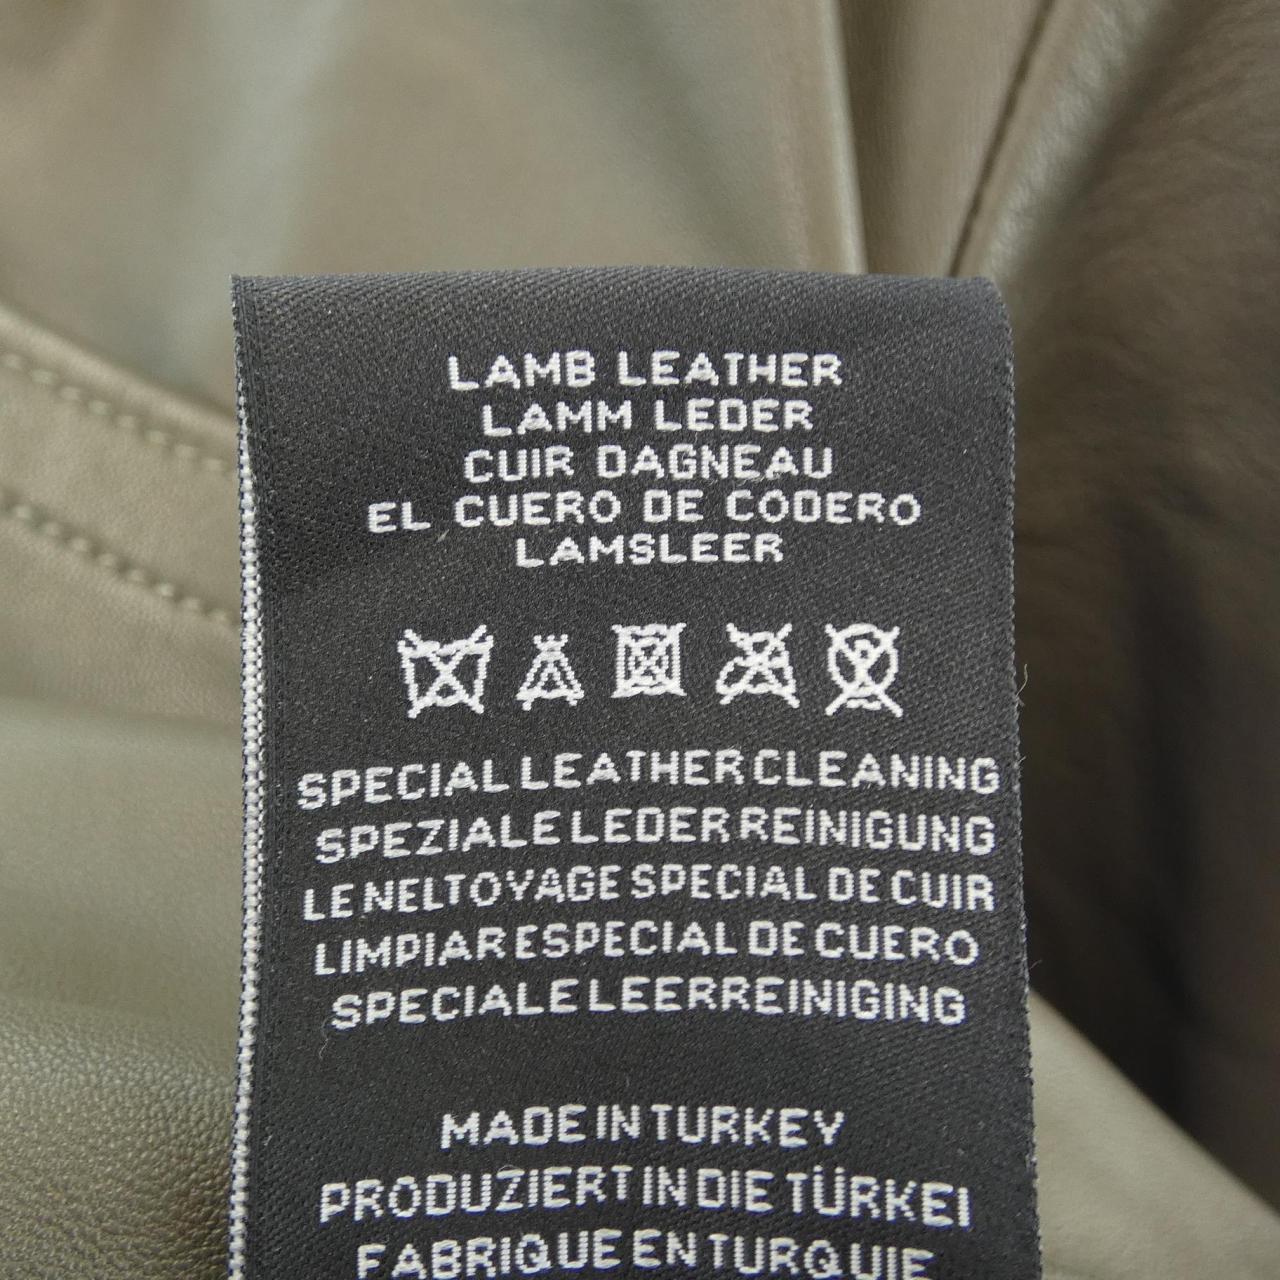 LAMB LEATHER
LAMM LEDER
CUIR DAGNEAU
EL CUERO DE CODERO
LAMSLEER
SPECIAL LEATHER CLEANING
SPEZIALE LEDER REINIGUNG
LE NELTOYAGE SPECIAL DE CUIR
LIMPIAR ESPECIAL DE CUERO
SPECIALE LEERREINIGING
MADE IN TURKEY
PRODUZIERT IN DIE TÜRKEI
FABRIQUE EN TURQUIE